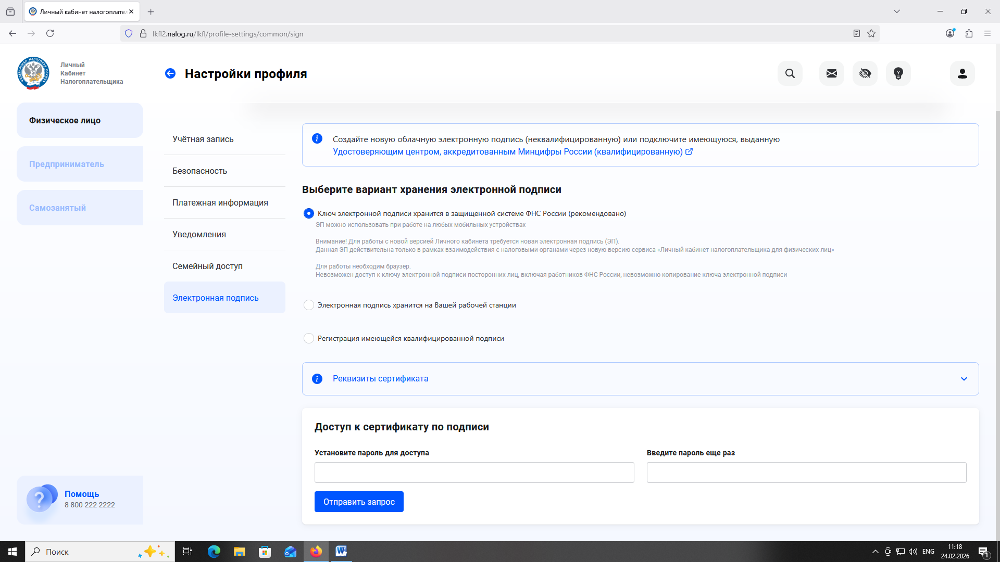 Личный кабинет налогоплате
lkfl2.nalog.ru/lkfl/profile-settings/common/sign
Личный
Кабинет
Налогоплательщика
Настройки профиля
Физическое лицо
Предприниматель
Самозанятый
Учётная запись
Безопасность
Платежная информация
Уведомления
Семейный доступ
Электронная подпись
Создайте новую облачную электронную подпись (неквалифицированную) или подключите имеющуюся, выданную
Удостоверяющим центром, аккредитованным Минцифры России (квалифицированную)
Выберите вариант хранения электронной подписи
Ключ электронной подписи хранится в защищенной системе ФНС России (рекомендовано)
ЭП можно использовать при работе на любых мобильных устройствах
Внимание! Для работы с новой версией Личного кабинета требуется новая электронная подпись (ЭП).
Данная ЭП действительна только в рамках взаимодействия с налоговыми органами через новую версию сервиса «Личный кабинет налогоплательщика для физических лиц»
Для работы необходим браузер.
Невозможен доступ к ключу электронной подписи посторонних лиц, включая работников ФНС России, невозможно копирование ключа электронной подписи
Электронная подпись хранится на Вашей рабочей станции
Регистрация имеющейся квалифицированной подписи
Реквизиты сертификата
Доступ к сертификату по подписи
Установите пароль для доступа
Введите пароль еще раз
Отправить запрос
Помощь
8 800 222 2222
Поиск
ENG
11:18
24.02.2026
1